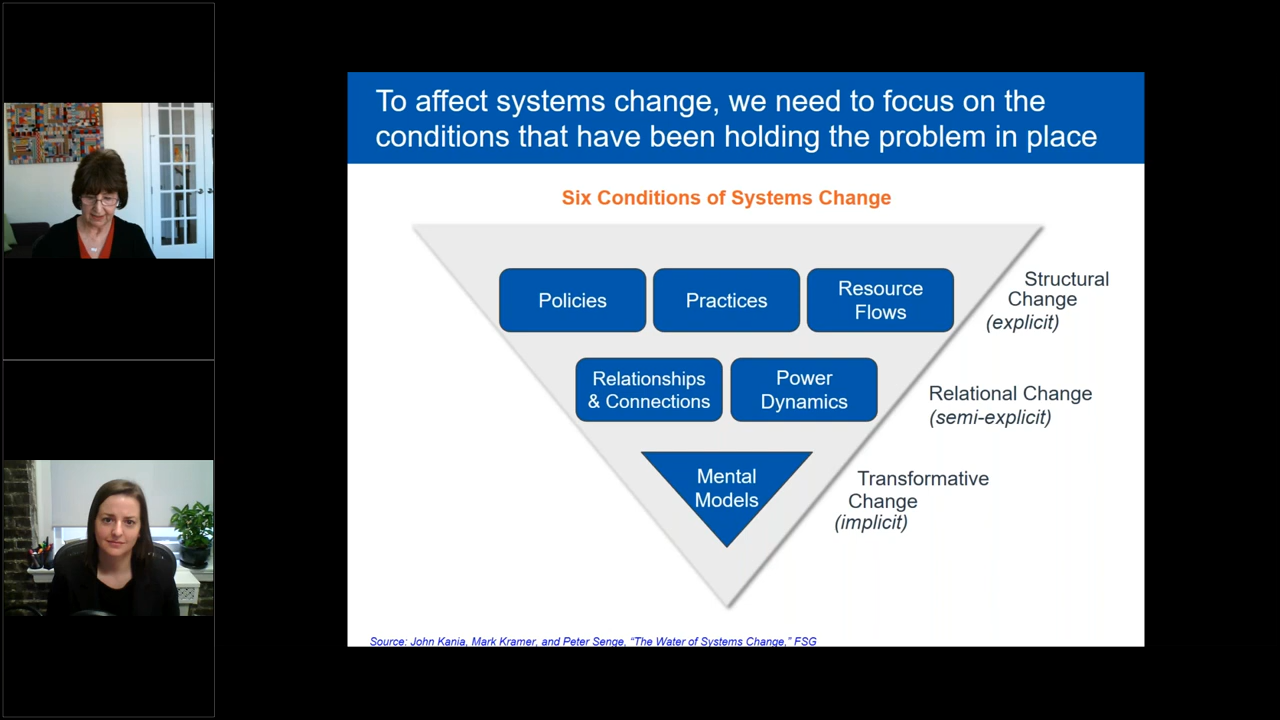 To affect systems change, we need to focus on the
conditions that have been holding the problem in place
Six Conditions of Systems Change
Policies
Practices
Resource
Flows
Structural
Change
(explicit)
Relationships
& Connections
Power
Dynamics
Relational Change
(semi-explicit)
Mental
Models
Transformative
Change
(implicit)
Source: John Kania, Mark Kramer, and Peter Senge, “The Water of Systems Change,” FSG